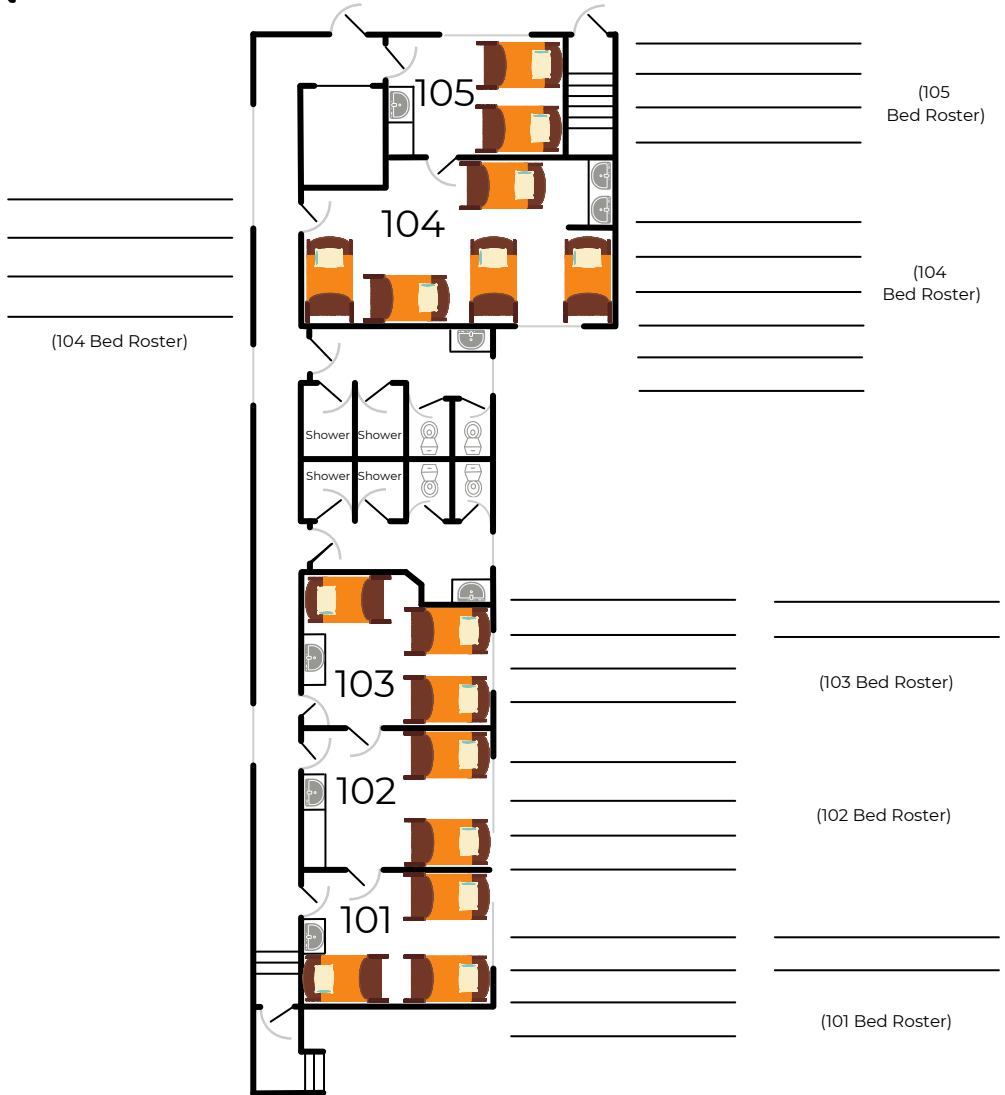 105
(105
Bed Roster)
104
(104
Bed Roster)
(104 Bed Roster)
Shower
Shower
Shower
Shower
103
(103 Bed Roster)
102
(102 Bed Roster)
101
(101 Bed Roster)